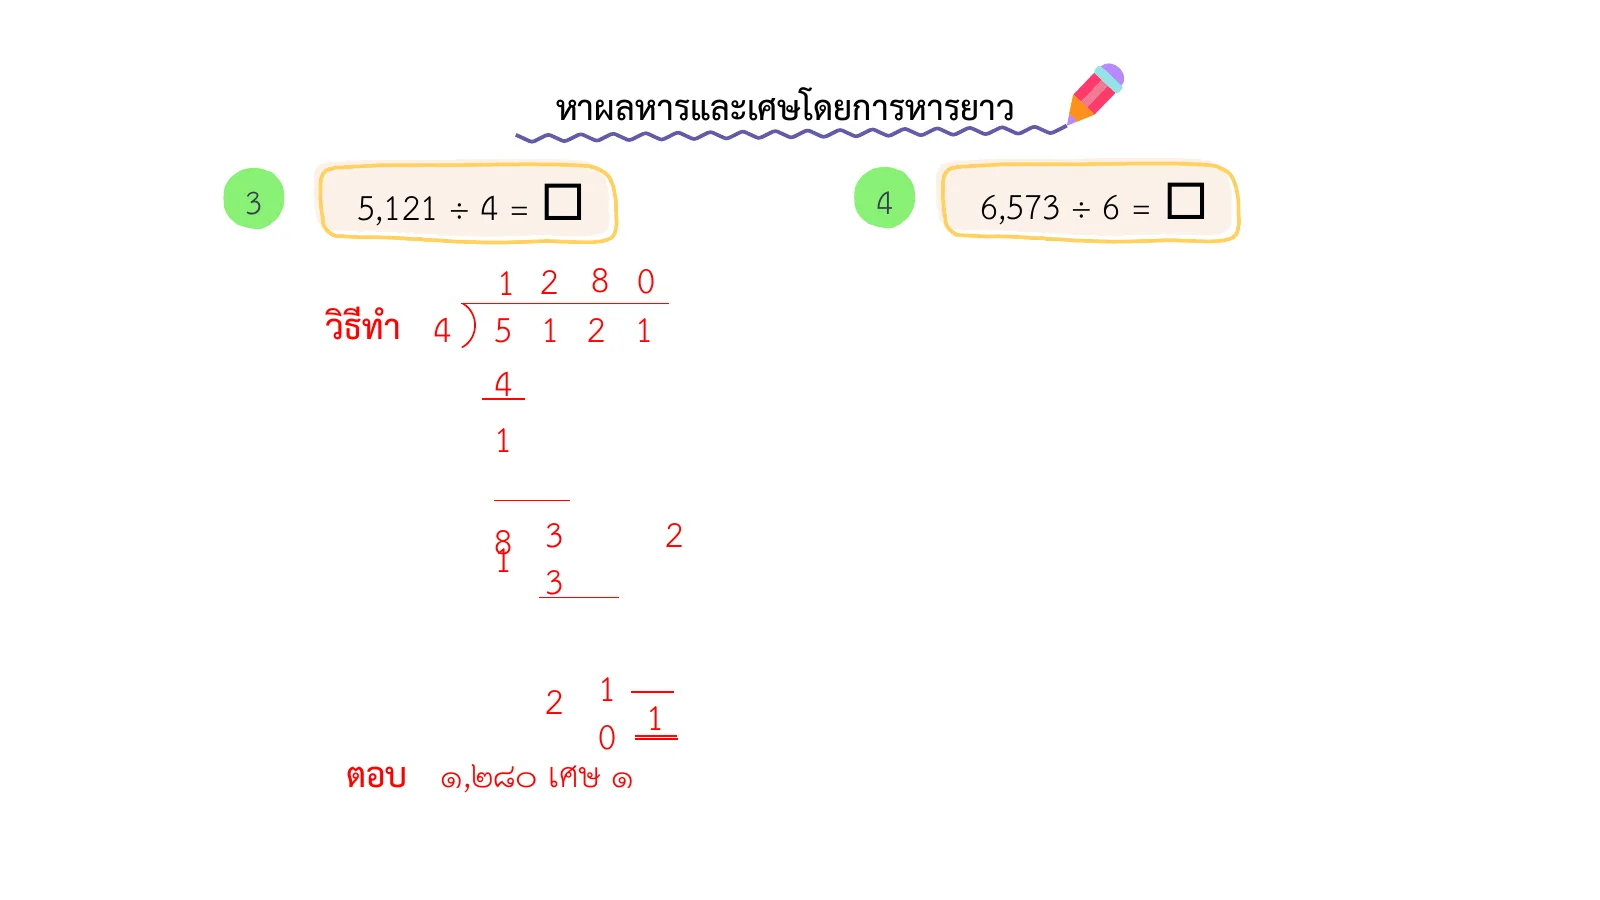 หาผลหารและเศษโดยการหารยาว
3
5,121 ÷ 4 = □
4
6,573 ÷ 6 = □
1 2 8 0
วิธีทำ 4 ) 5 1 2 1
4
1
8 3 2
1
3
2 1
1
0
ตอบ ๑,๒๘๐ เศษ ๑